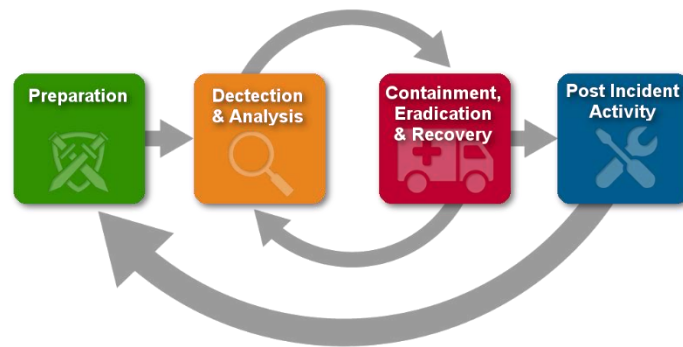 Preparation
Dectection
& Analysis
Containment,
Eradication
& Recovery
Post Incident
Activity